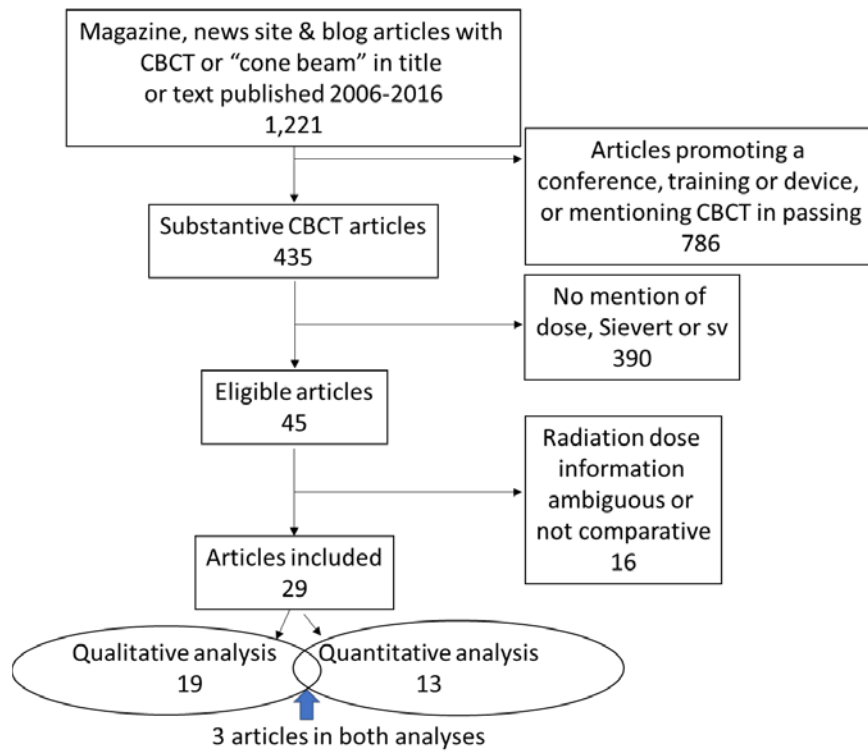 Magazine, news site & blog articles with
CBCT or “cone beam” in title
or text published 2006-2016
1,221
Articles promoting a
conference, training or device,
or mentioning CBCT in passing
786
Substantive CBCT articles
435
No mention of
dose, Sievert or sv
390
Eligible articles
45
Radiation dose
information
ambiguous or
not comparative
16
Articles included
29
Qualitative analysis
19
Quantitative analysis
13
3 articles in both analyses